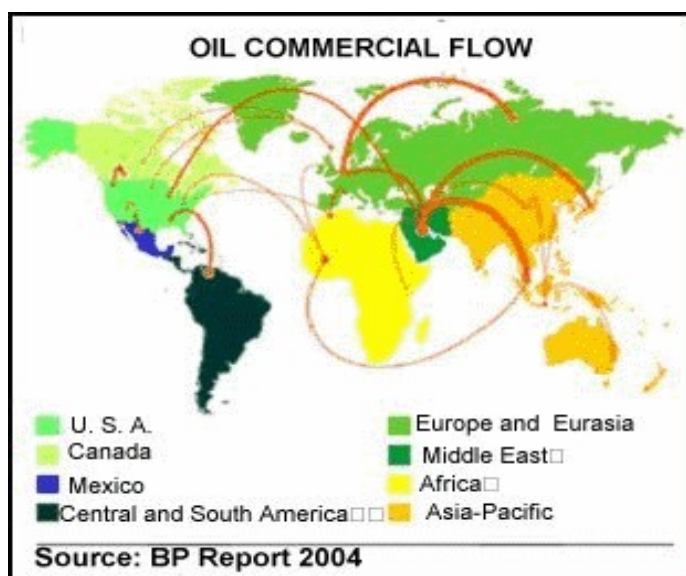 OIL COMMERCIAL FLOW
U. S. A.
Canada
Mexico
Central and South America□□
Europe and Eurasia
Middle East□
Africa□
Asia-Pacific
Source: BP Report 2004